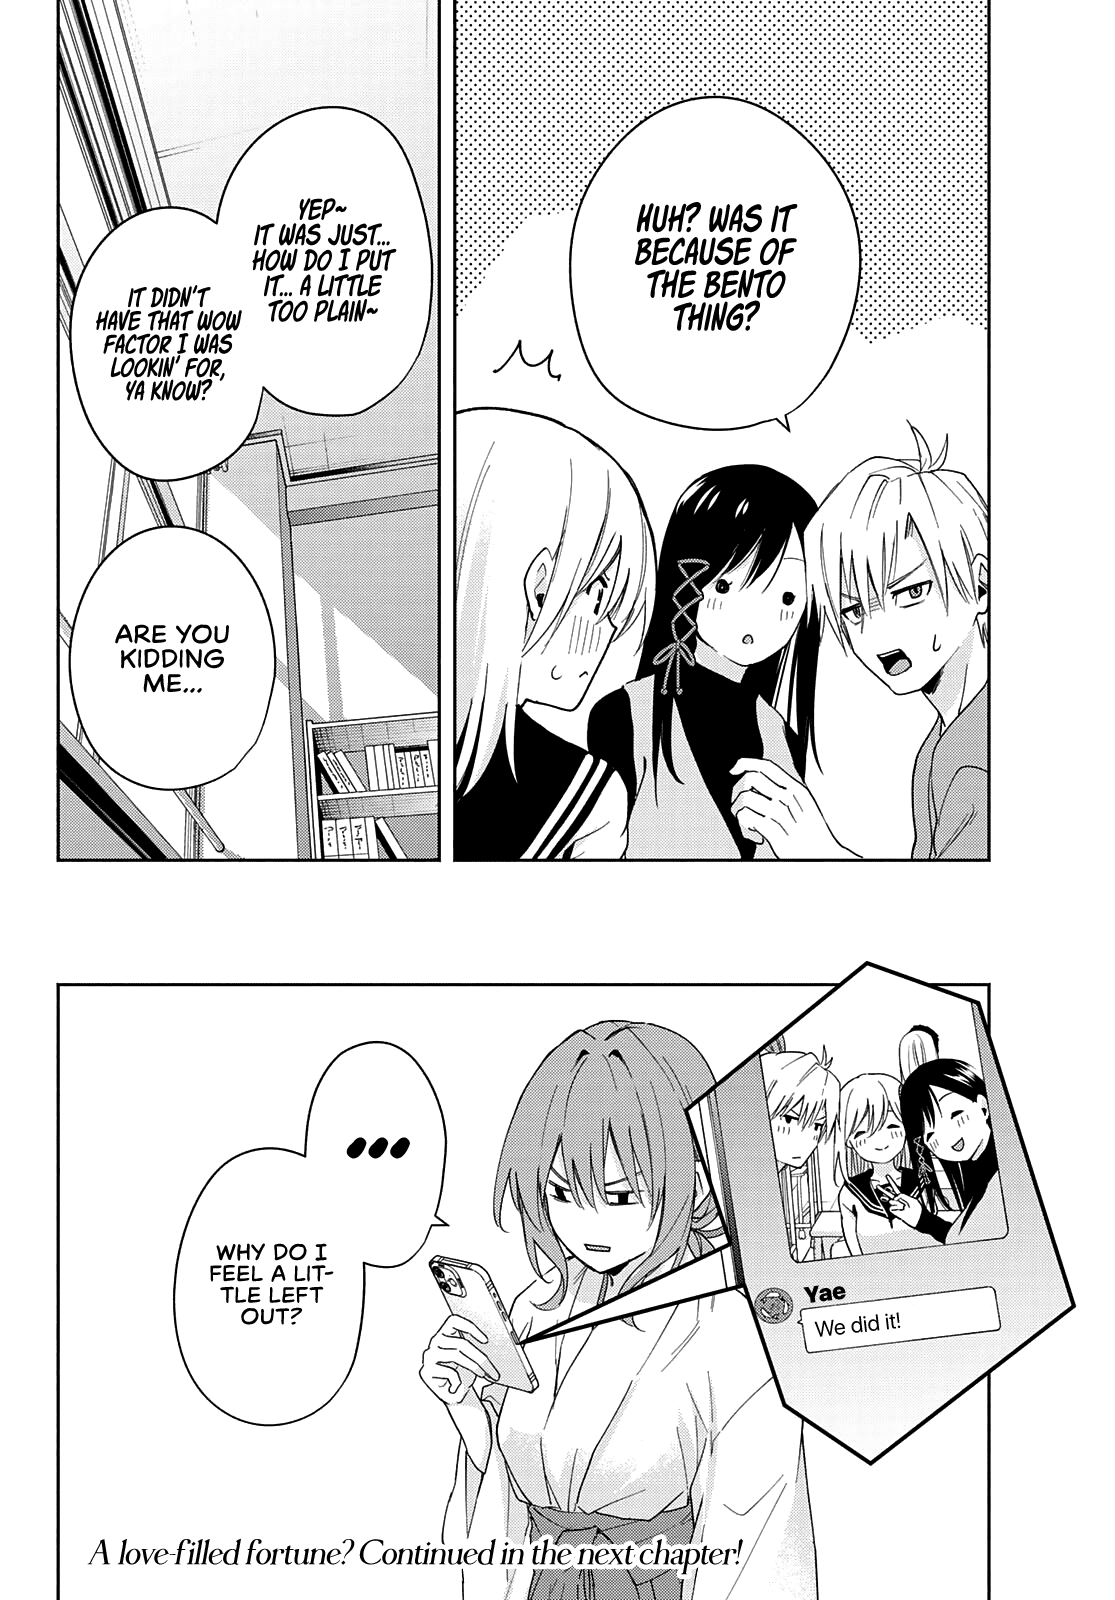 HUH? WAS IT
BECAUSE OF
THE BENTO
THING?
YEP~
IT WAS JUST...
HOW DO I PUT
IT... A LITTLE
TOO PLAIN~
IT DIDN'T
HAVE THAT WOW
FACTOR I WAS
LOOKIN' FOR,
YA KNOW?
ARE YOU
KIDDING
ME...
Yae
We did it!
...
WHY DO I
FEEL A LIT-
TLE LEFT
OUT?
A love-filled fortune? Continued in the next chapter!